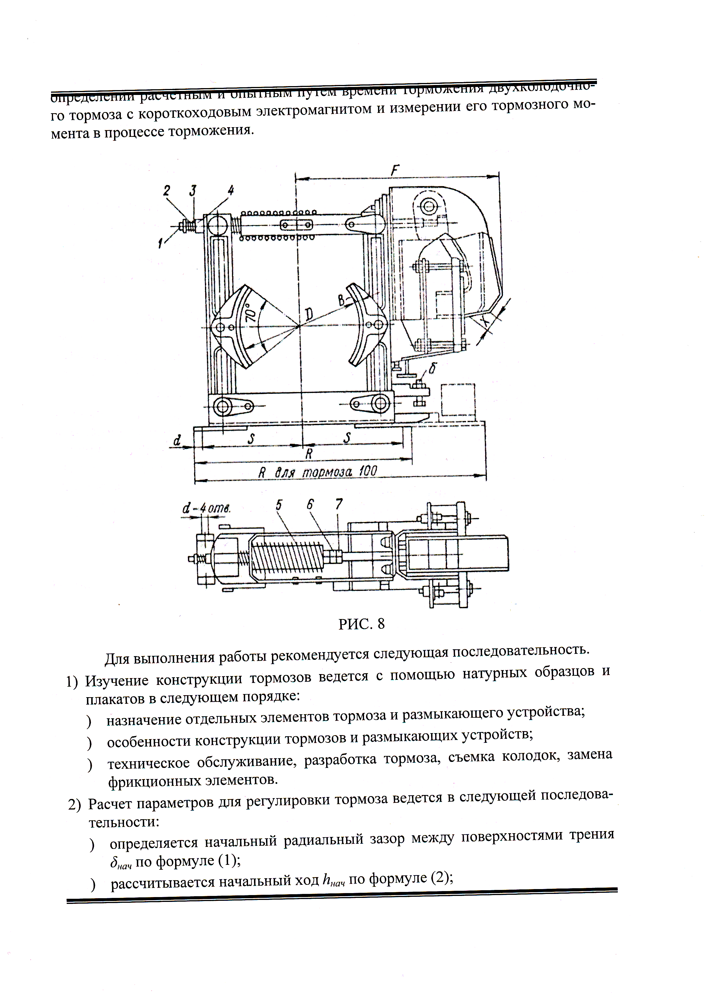 определении расчетным и опытным путем времени торможения двухколодочно-
го тормоза с короткоходовым электромагнитом и измерении его тормозного мо-
мента в процессе торможения.
F
2 3 4
1
B
70°
D
X
б
d S S
R
R для тормоза 100
d-4 отв. 5 6 7
РИС. 8
Для выполнения работы рекомендуется следующая последовательность.
1) Изучение конструкции тормозов ведется с помощью натурных образцов и
плакатов в следующем порядке:
) назначение отдельных элементов тормоза и размыкающего устройства;
) особенности конструкции тормозов и размыкающих устройств;
) техническое обслуживание, разработка тормоза, съемка колодок, замена
фрикционных элементов.
2) Расчет параметров для регулировки тормоза ведется в следующей последова-
тельности:
) определяется начальный радиальный зазор между поверхностями трения
δнач по формуле (1);
) рассчитывается начальный ход hнач по формуле (2);